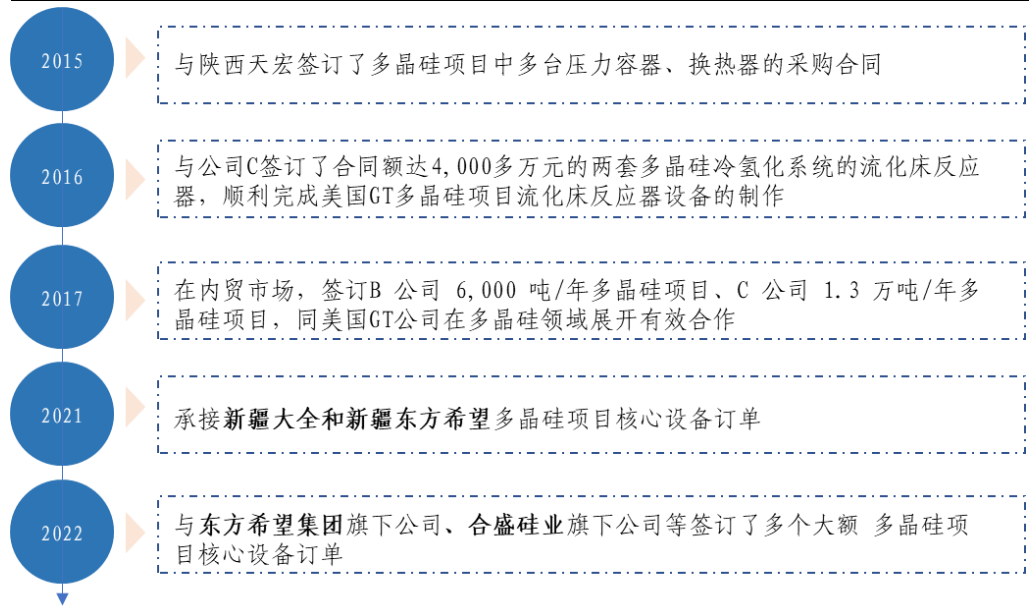 2015
与陕西天宏签订了多晶硅项目中多台压力容器、换热器的采购合同
2016
与公司C签订了合同额达4,000多万元的两套多晶硅冷氢化系统的流化床反应
器，顺利完成美国GT多晶硅项目流化床反应器设备的制作
2017
在内贸市场，签订B 公司 6,000 吨/年多晶硅项目、C 公司 1.3 万吨/年多
晶硅项目，同美国GT公司在多晶硅领域展开有效合作
2021
承接新疆大全和新疆东方希望多晶硅项目核心设备订单
2022
与东方希望集团旗下公司、合盛硅业旗下公司等签订了多个大额 多晶硅项
目核心设备订单